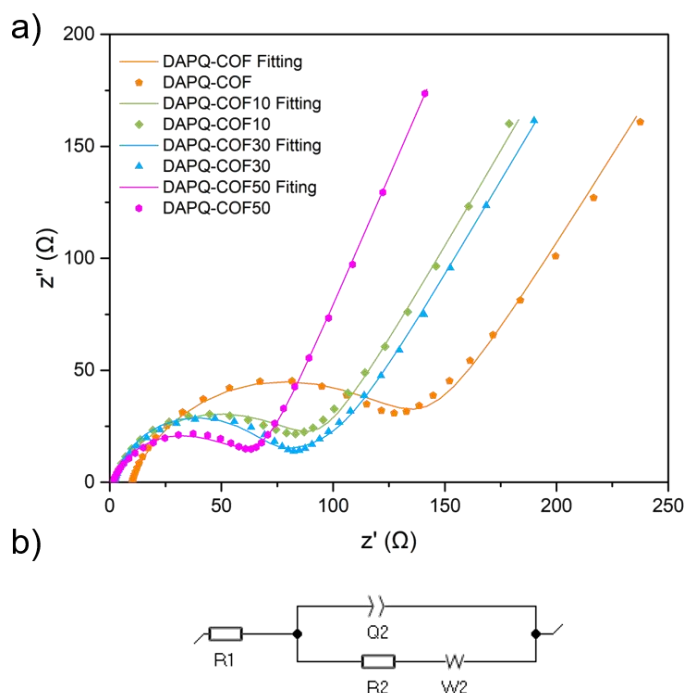 a)
200
150
100
50
0
z'' (Ω)
DAPQ-COF Fitting
DAPQ-COF
DAPQ-COF10 Fitting
DAPQ-COF10
DAPQ-COF30 Fitting
DAPQ-COF30
DAPQ-COF50 Fiting
DAPQ-COF50
0 50 100 150 200 250
z' (Ω)
b)
Q2
R1
R2 W2